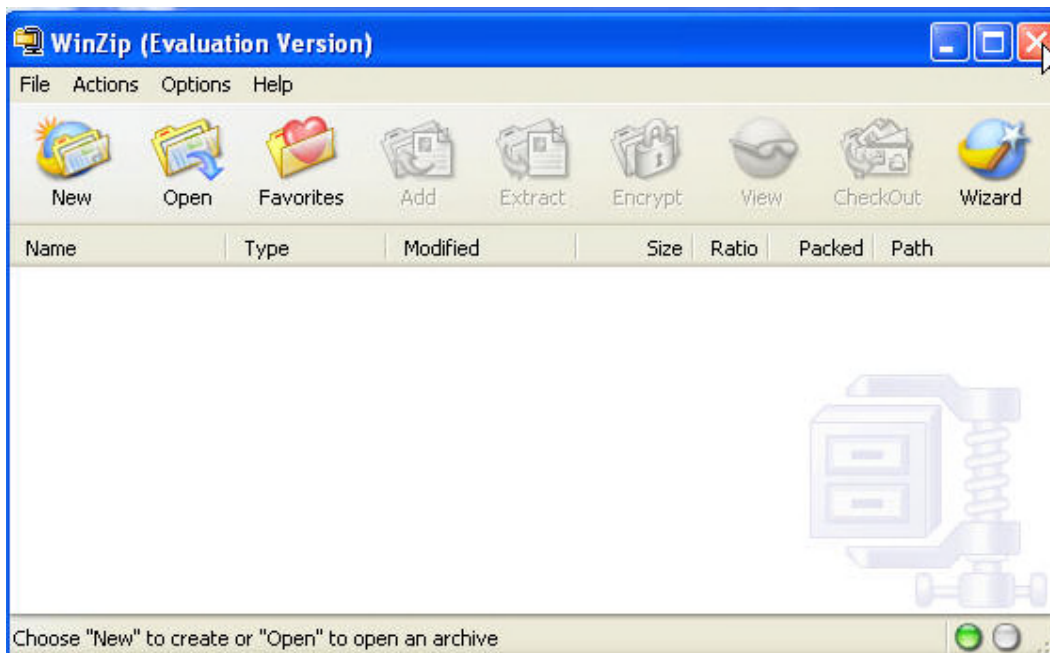 WinZip (Evaluation Version)
File Actions Options Help
New Open Favorites Add Extract Encrypt View CheckOut Wizard
Name Type Modified Size Ratio Packed Path
Choose "New" to create or "Open" to open an archive